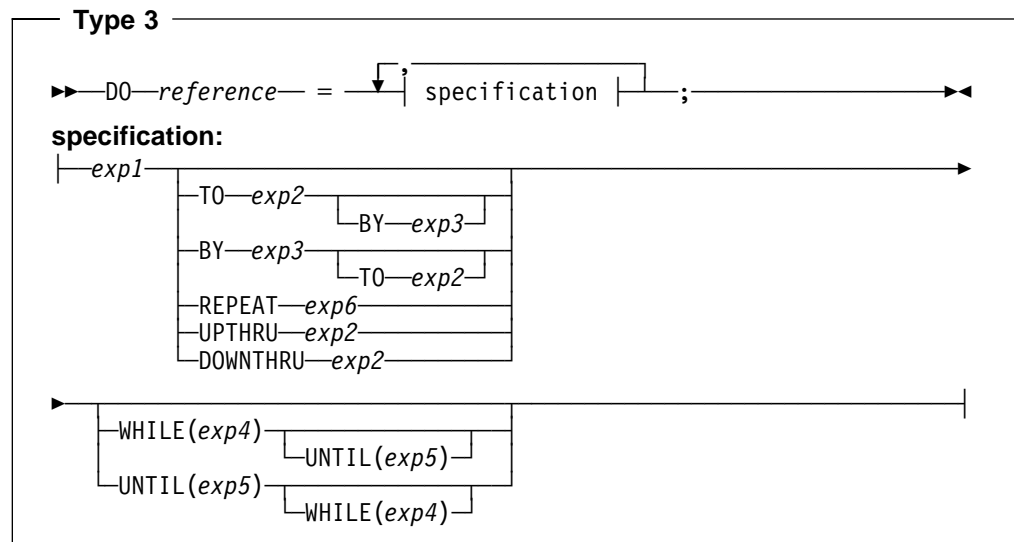 Type 3
,
DO reference = specification ;
specification:
exp1
TO exp2
BY exp3
BY exp3
TO exp2
REPEAT exp6
UPTHRU exp2
DOWNTHRU exp2
WHILE(exp4)
UNTIL(exp5)
UNTIL(exp5)
WHILE(exp4)